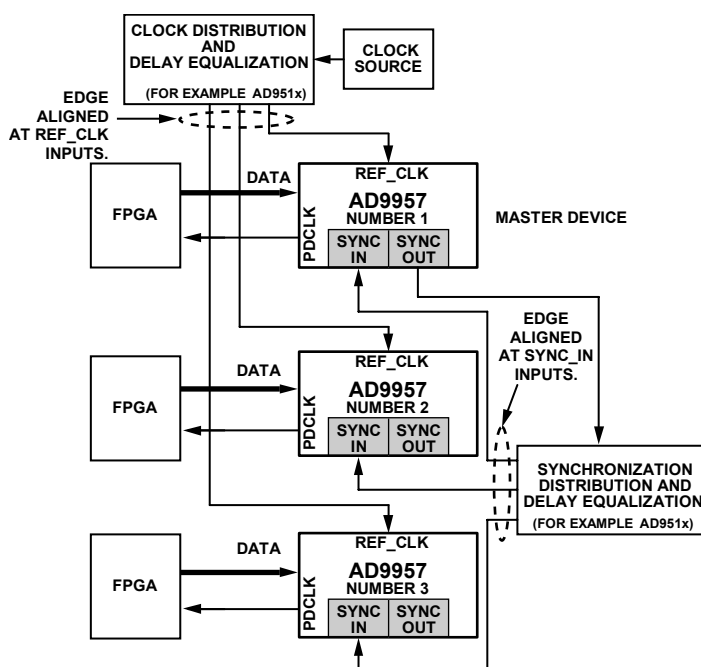 CLOCK DISTRIBUTION
AND
DELAY EQUALIZATION
(FOR EXAMPLE AD951x)
CLOCK
SOURCE
EDGE
ALIGNED
AT REF_CLK
INPUTS.
FPGA
DATA
REF_CLK
AD9957
NUMBER 1
PDCLK
SYNC
IN
SYNC
OUT
MASTER DEVICE
EDGE
ALIGNED
AT SYNC_IN
INPUTS.
FPGA
DATA
REF_CLK
AD9957
NUMBER 2
PDCLK
SYNC
IN
SYNC
OUT
SYNCHRONIZATION
DISTRIBUTION AND
DELAY EQUALIZATION
(FOR EXAMPLE AD951x)
FPGA
DATA
REF_CLK
AD9957
NUMBER 3
PDCLK
SYNC
IN
SYNC
OUT